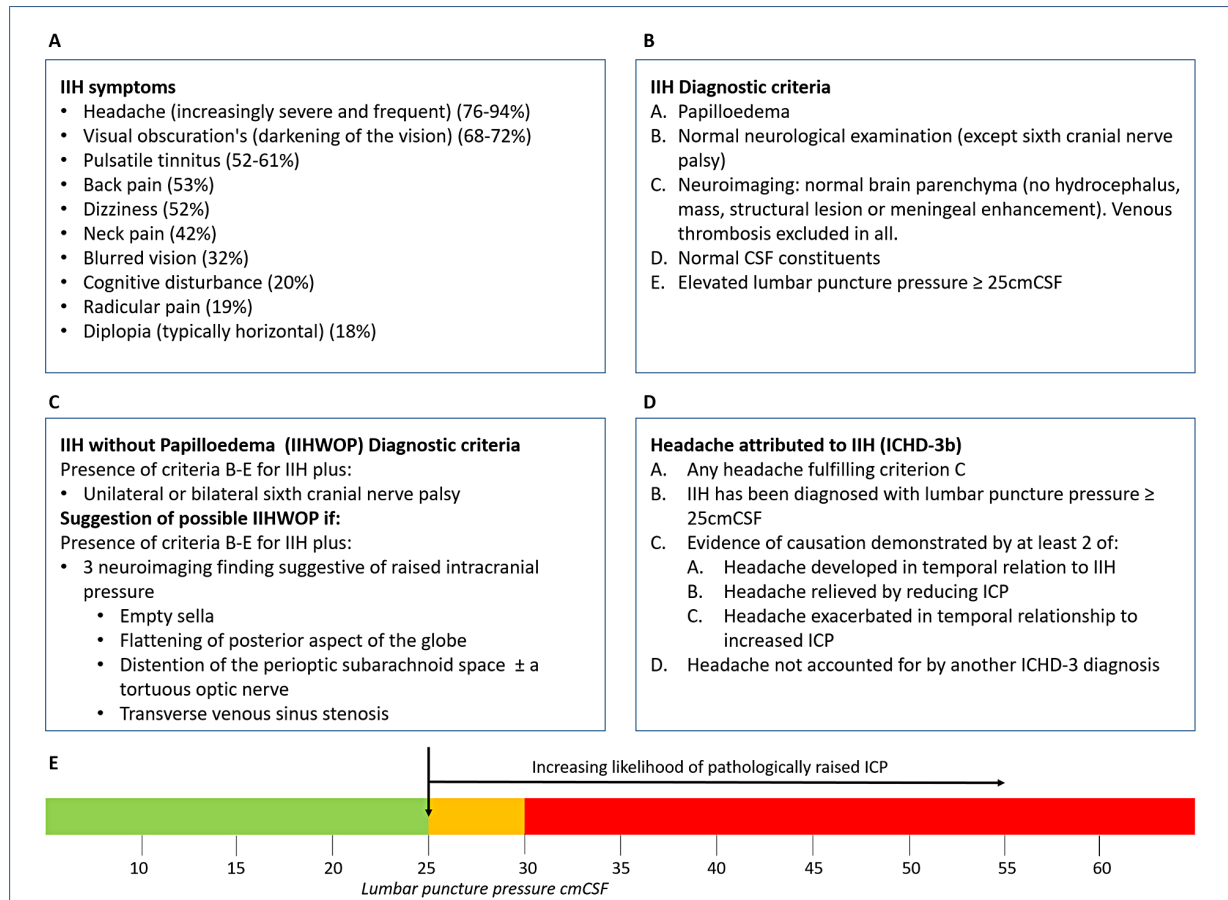 A
IIH symptoms
• Headache (increasingly severe and frequent) (76-94%)
• Visual obscuration's (darkening of the vision) (68-72%)
• Pulsatile tinnitus (52-61%)
• Back pain (53%)
• Dizziness (52%)
• Neck pain (42%)
• Blurred vision (32%)
• Cognitive disturbance (20%)
• Radicular pain (19%)
• Diplopia (typically horizontal) (18%)
B
IIH Diagnostic criteria
A. Papilloedema
B. Normal neurological examination (except sixth cranial nerve
palsy)
C. Neuroimaging: normal brain parenchyma (no hydrocephalus,
mass, structural lesion or meningeal enhancement). Venous
thrombosis excluded in all.
D. Normal CSF constituents
E. Elevated lumbar puncture pressure ≥ 25cmCSF
C
IIH without Papilloedema (IIHWOP) Diagnostic criteria
Presence of criteria B-E for IIH plus:
• Unilateral or bilateral sixth cranial nerve palsy
Suggestion of possible IIHWOP if:
Presence of criteria B-E for IIH plus:
• 3 neuroimaging finding suggestive of raised intracranial
pressure
• Empty sella
• Flattening of posterior aspect of the globe
• Distention of the perioptic subarachnoid space ± a
tortuous optic nerve
• Transverse venous sinus stenosis
D
Headache attributed to IIH (ICHD-3b)
A. Any headache fulfilling criterion C
B. IIH has been diagnosed with lumbar puncture pressure ≥
25cmCSF
C. Evidence of causation demonstrated by at least 2 of:
A. Headache developed in temporal relation to IIH
B. Headache relieved by reducing ICP
C. Headache exacerbated in temporal relationship to
increased ICP
D. Headache not accounted for by another ICHD-3 diagnosis
E
Increasing likelihood of pathologically raised ICP
10 15 20 25 30 35 40 45 50 55 60
Lumbar puncture pressure cmCSF